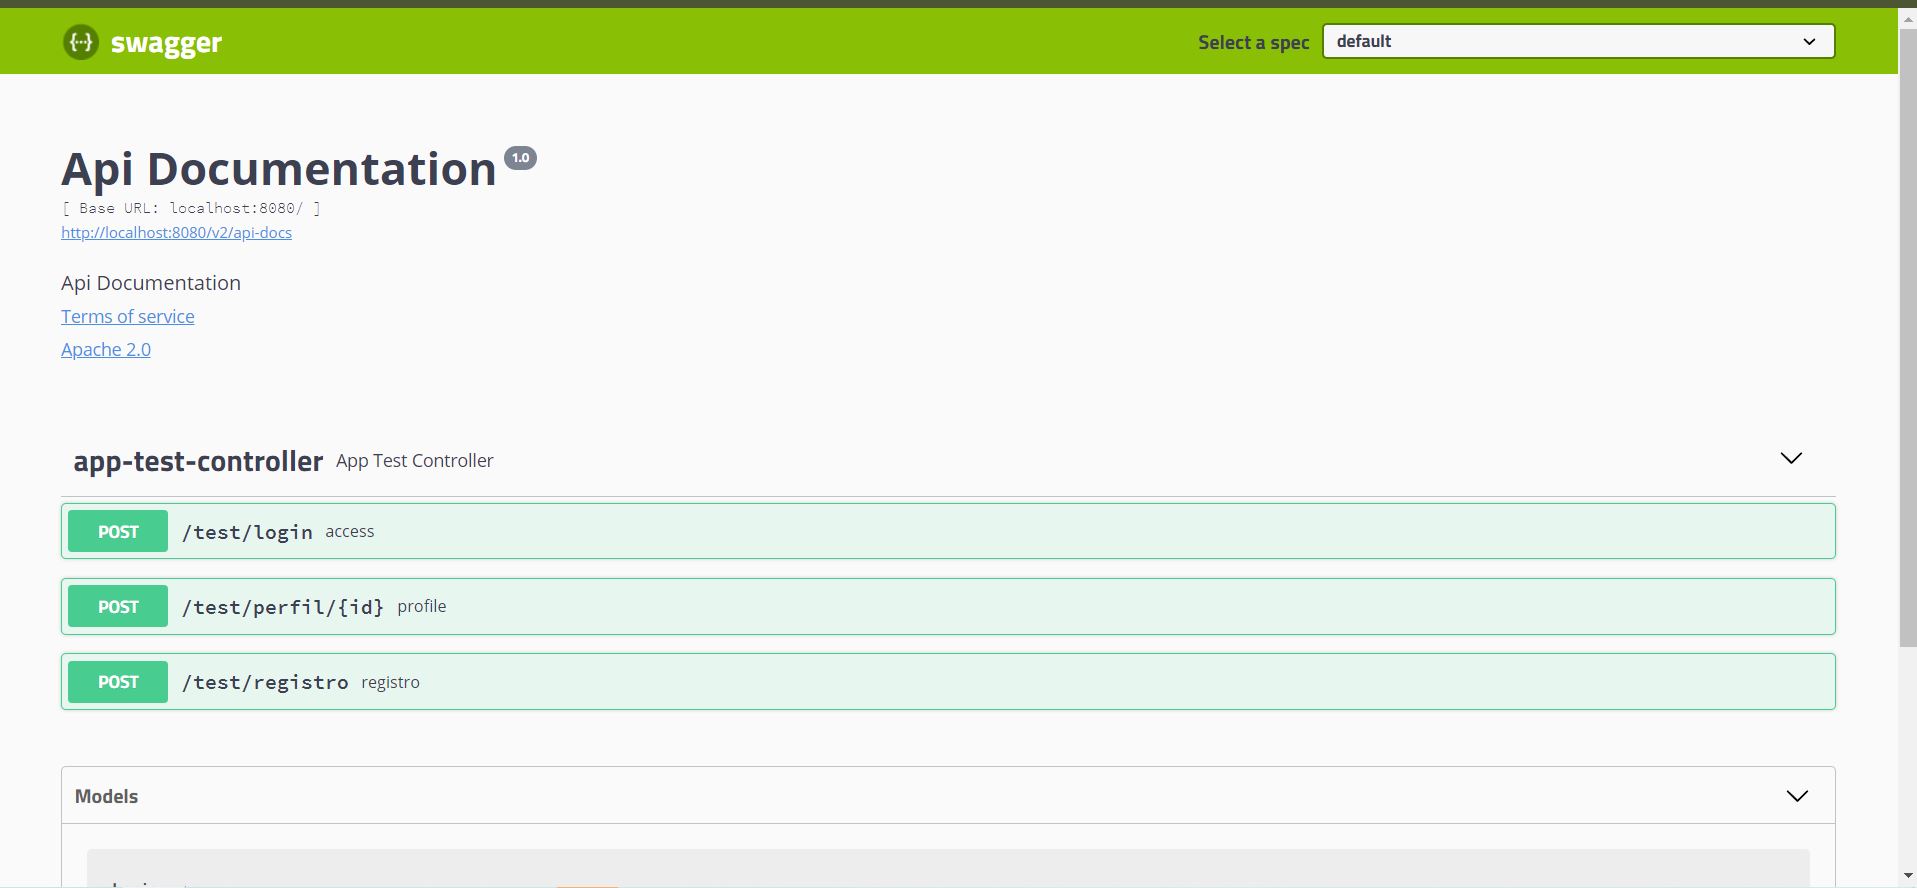 {···} swagger
Select a spec default
Api Documentation 1.0
[ Base URL: localhost:8080/ ]
http://localhost:8080/v2/api-docs
Api Documentation
Terms of service
Apache 2.0
app-test-controller App Test Controller
POST /test/login access
POST /test/perfil/{id} profile
POST /test/registro registro
Models